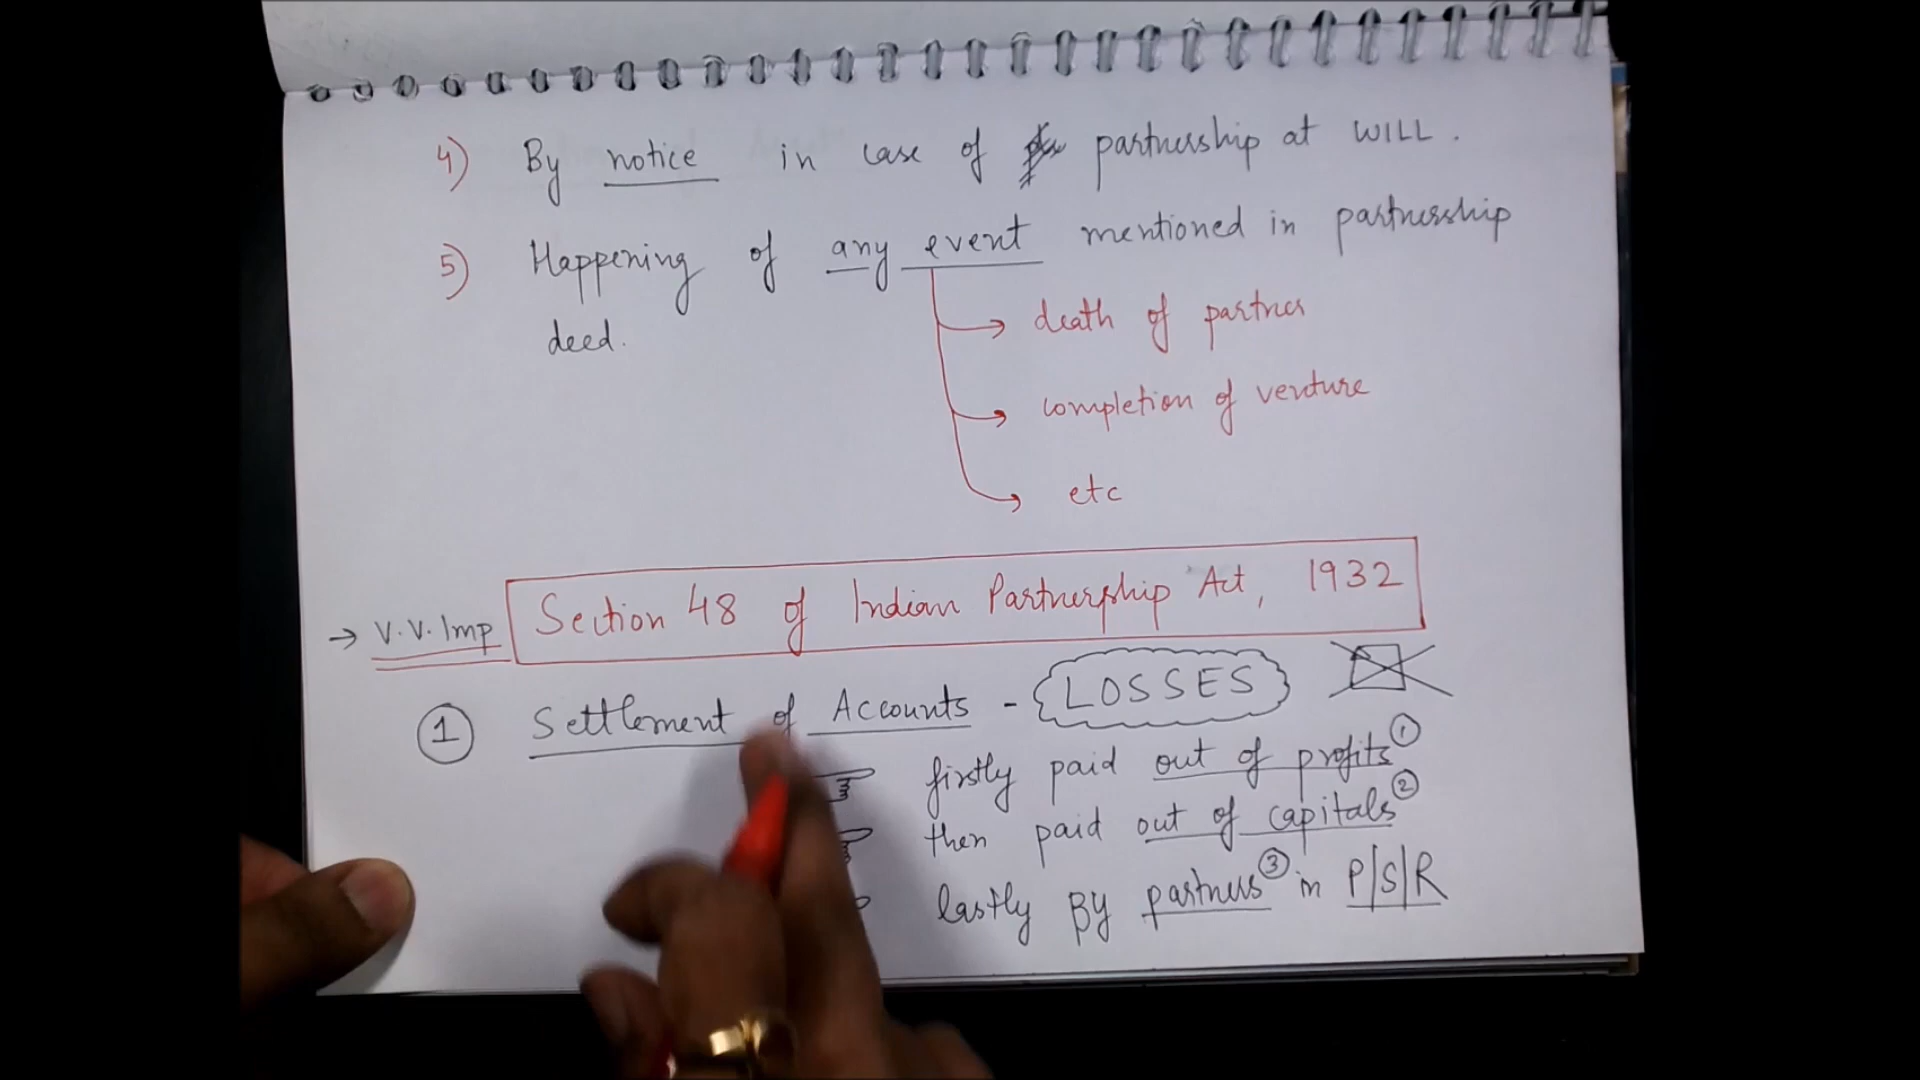 4) By notice in case of partnership at WILL.
5) Happening of any event mentioned in partnership
deed.
death of partner
completion of venture
etc
→ V.V. Imp Section 48 of Indian Partnership Act, 1932
① Settlement of Accounts - LOSSES
firstly paid out of profits ①
then paid out of capitals ②
lastly By partners ③ in P/S/R